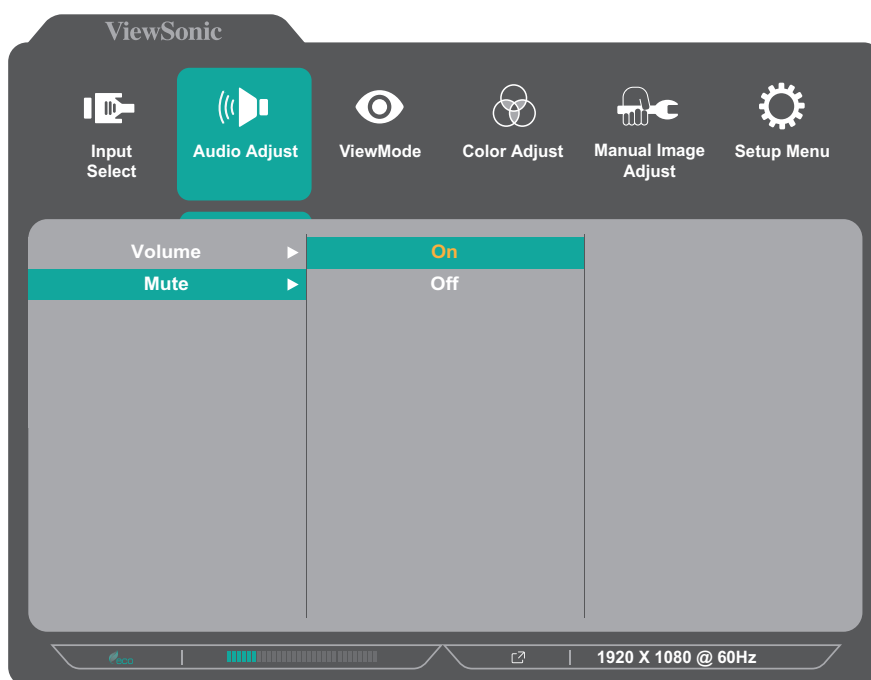 ViewSonic
Input
Select
Audio Adjust
ViewMode
Color Adjust
Manual Image
Adjust
Setup Menu
Volume
On
Mute
Off
eco
1920 X 1080 @ 60Hz